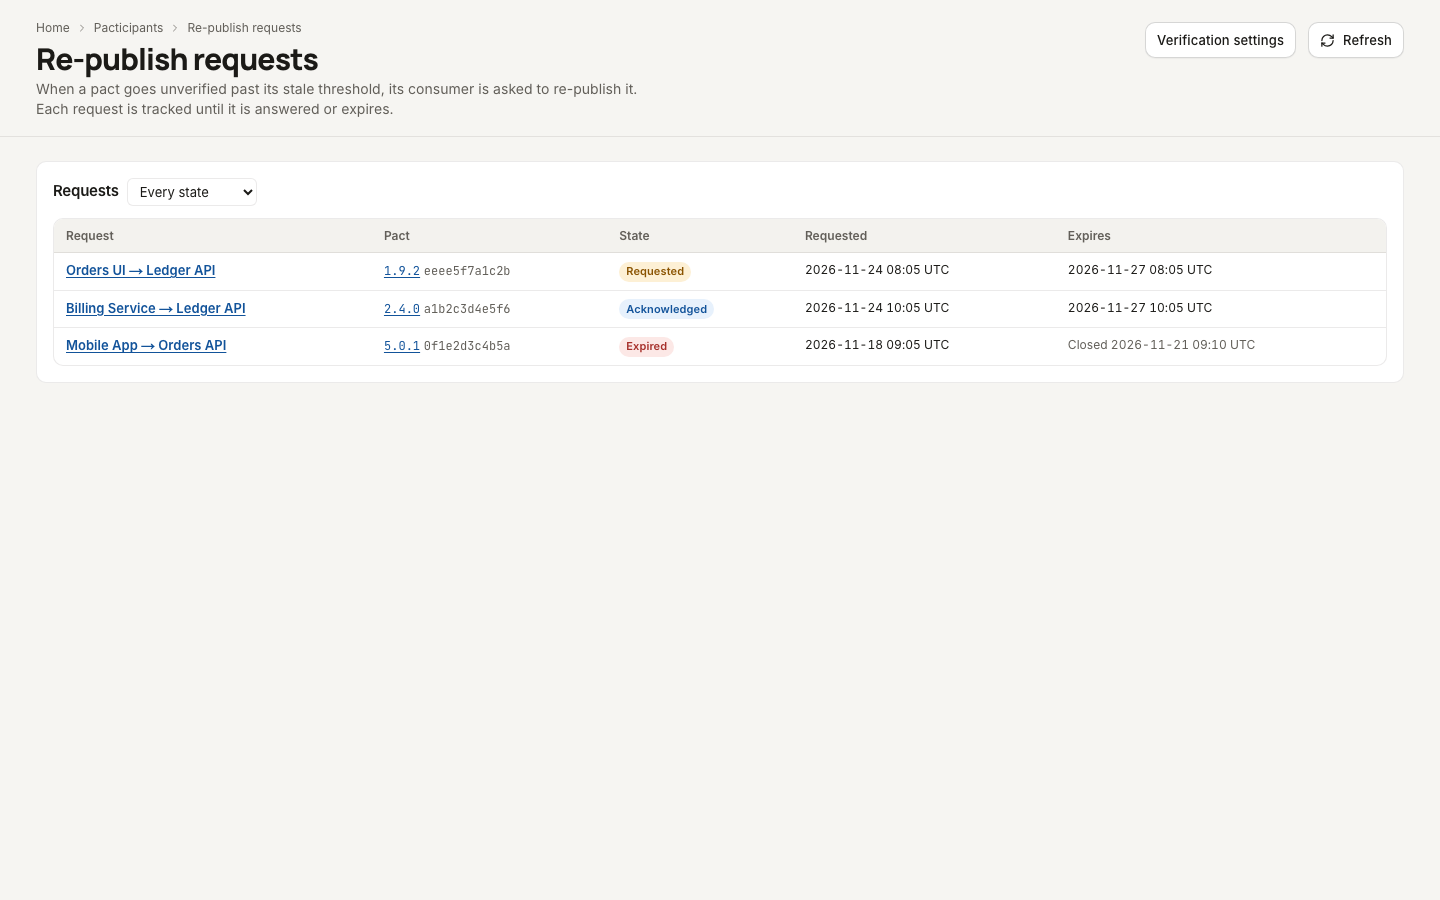 Home > Pacticipants > Re-publish requests
Re-publish requests
When a pact goes unverified past its stale threshold, its consumer is asked to re-publish it.
Each request is tracked until it is answered or expires.
Verification settings
Refresh
Requests Every state
Request Pact State Requested Expires
Orders UI → Ledger API 1.9.2 eeee5f7a1c2b Requested 2026-11-24 08:05 UTC 2026-11-27 08:05 UTC
Billing Service → Ledger API 2.4.0 a1b2c3d4e5f6 Acknowledged 2026-11-24 10:05 UTC 2026-11-27 10:05 UTC
Mobile App → Orders API 5.0.1 0f1e2d3c4b5a Expired 2026-11-18 09:05 UTC Closed 2026-11-21 09:10 UTC